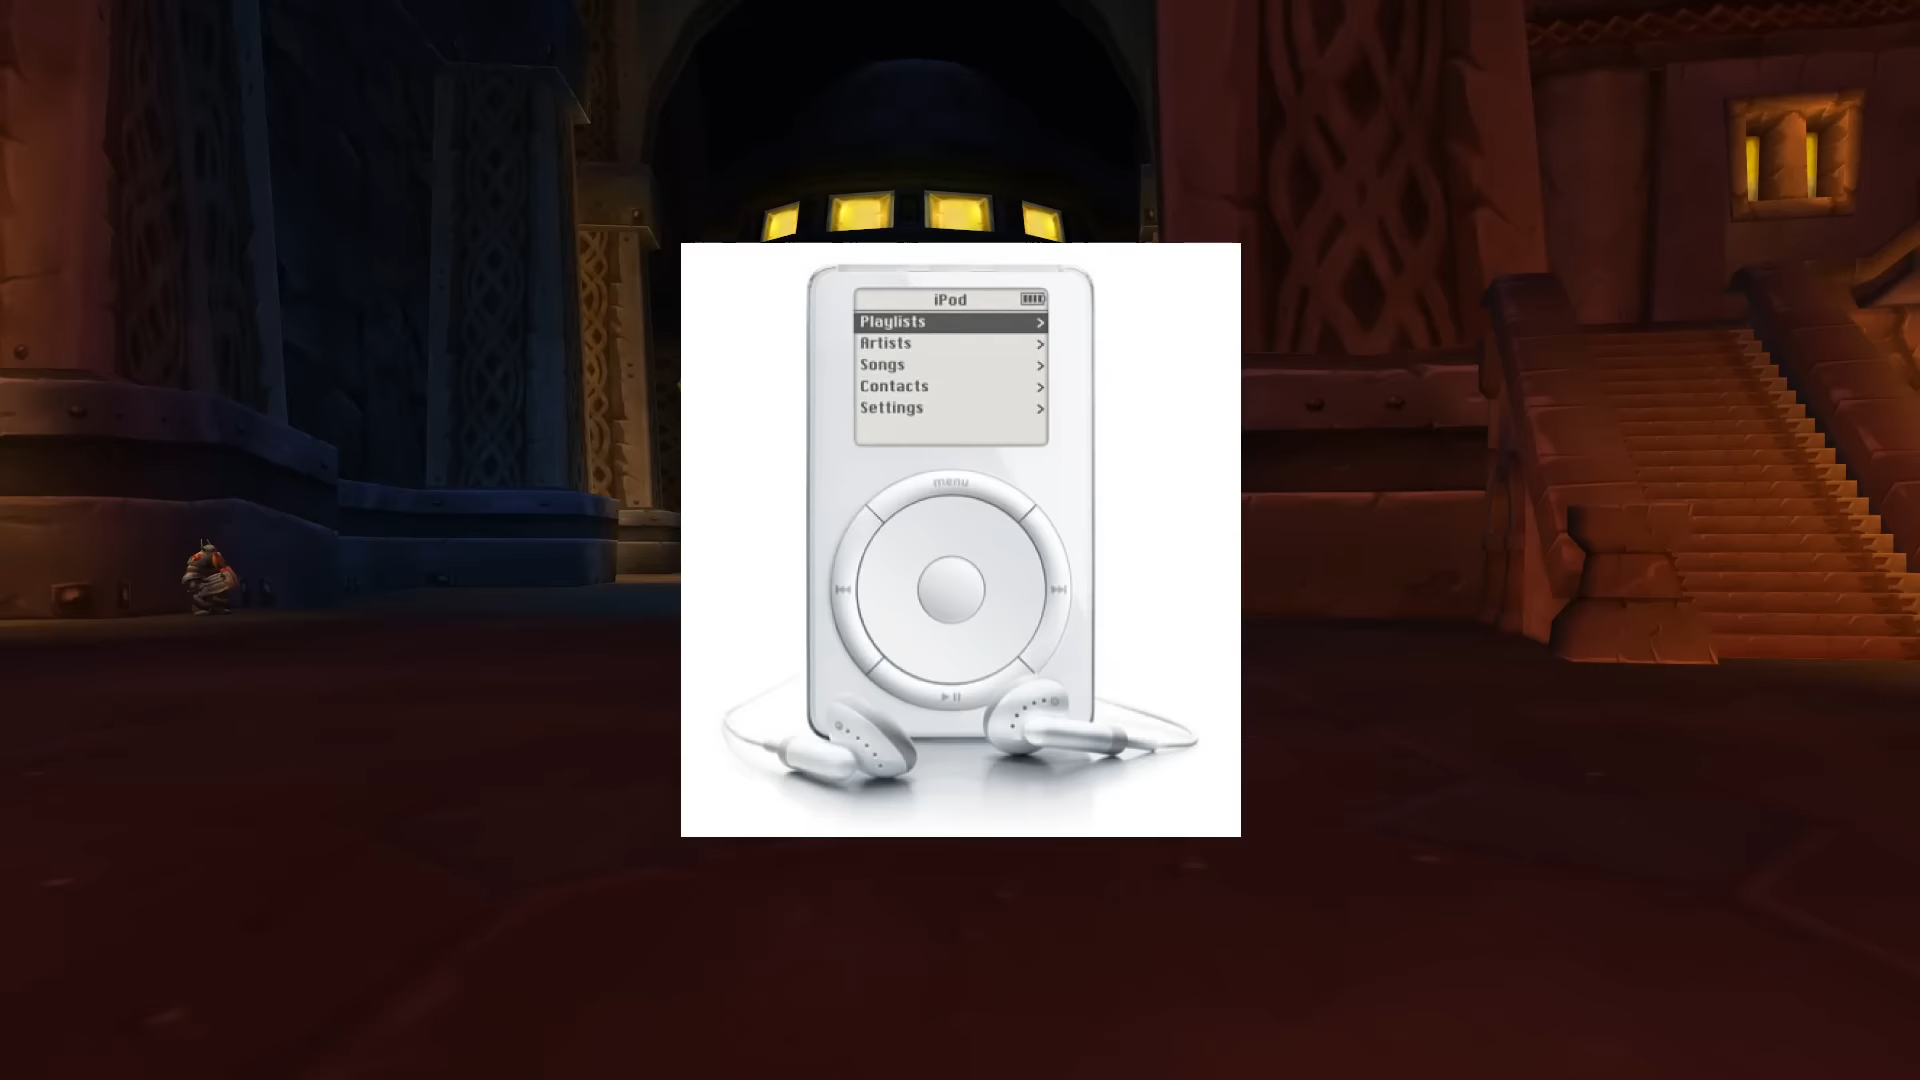 iPod
Playlists >
Artists >
Songs >
Contacts >
Settings >
menu